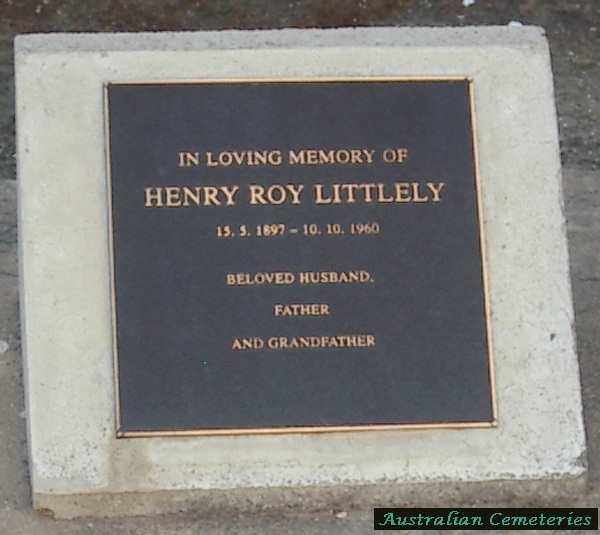 IN LOVING MEMORY OF
HENRY ROY LITTLELY
15. 5. 1897 – 10. 10. 1960
BELOVED HUSBAND,
FATHER
AND GRANDFATHER
Australian Cemeteries